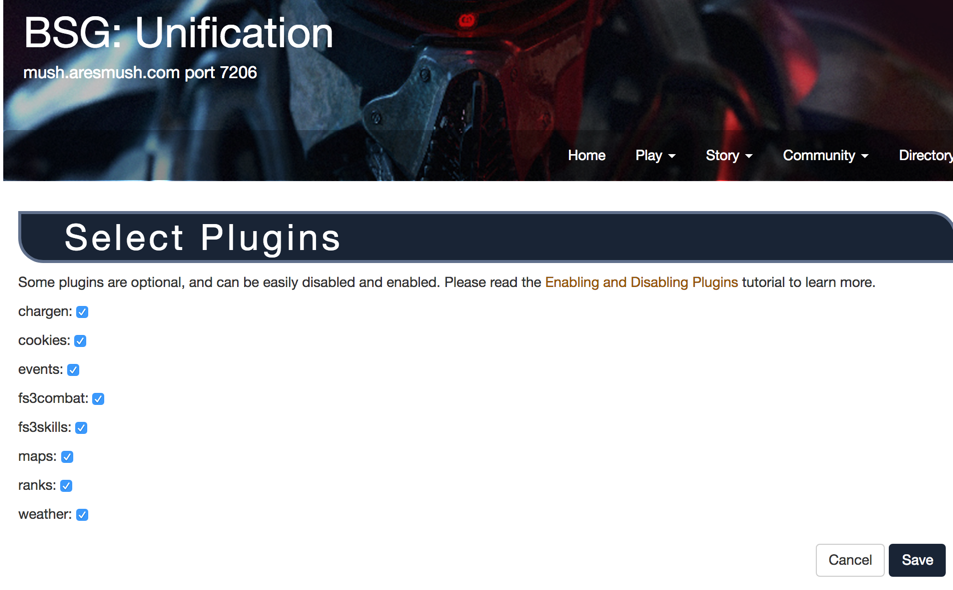 BSG: Unification
mush.aresmush.com port 7206
Home Play Story Community Directory
Select Plugins
Some plugins are optional, and can be easily disabled and enabled. Please read the Enabling and Disabling Plugins tutorial to learn more.
chargen:
cookies:
events:
fs3combat:
fs3skills:
maps:
ranks:
weather:
Cancel Save